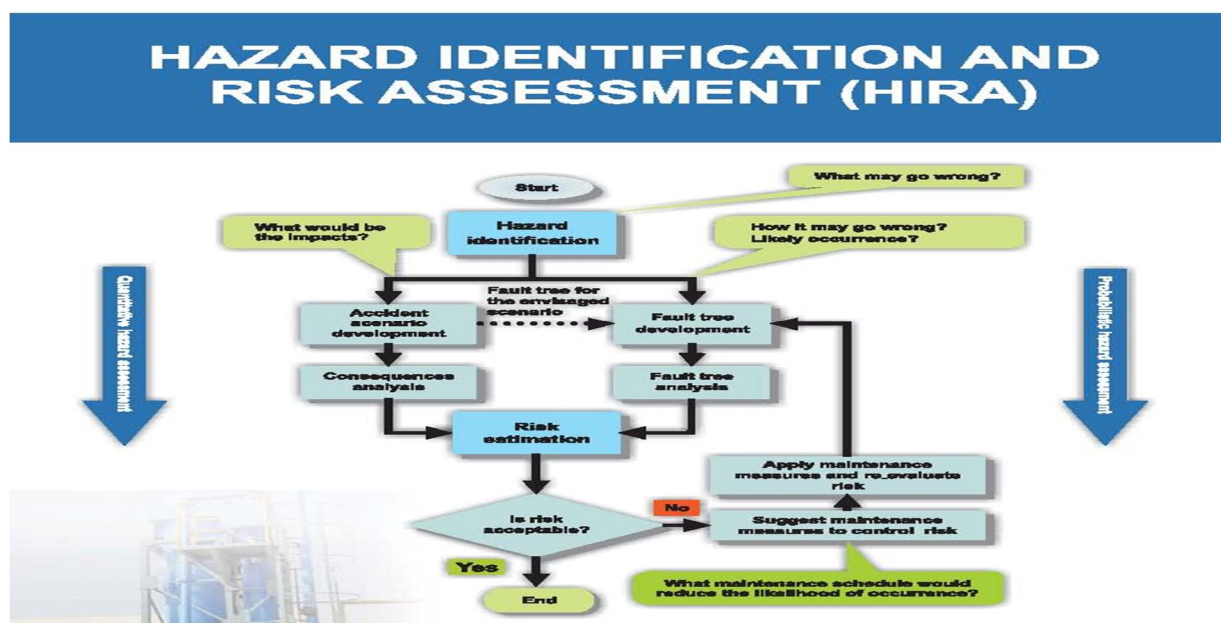 HAZARD IDENTIFICATION AND
RISK ASSESSMENT (HIRA)
Start
What may go wrong?
Hazard
identification
What would be
the impacts?
How it may go wrong?
Likely occurrence?
Quantitative hazard assessment
Probabilistic hazard assessment
Fault tree for
the envisaged
scenario
Accident
scenario
development
Fault tree
development
Consequences
analysis
Fault tree
analysis
Risk
estimation
Apply maintenance
measures and re_evaluate
risk
Is risk
acceptable?
No
Suggest maintenance
measures to control risk
Yes
What maintenance schedule would
reduce the likelihood of occurrence?
End